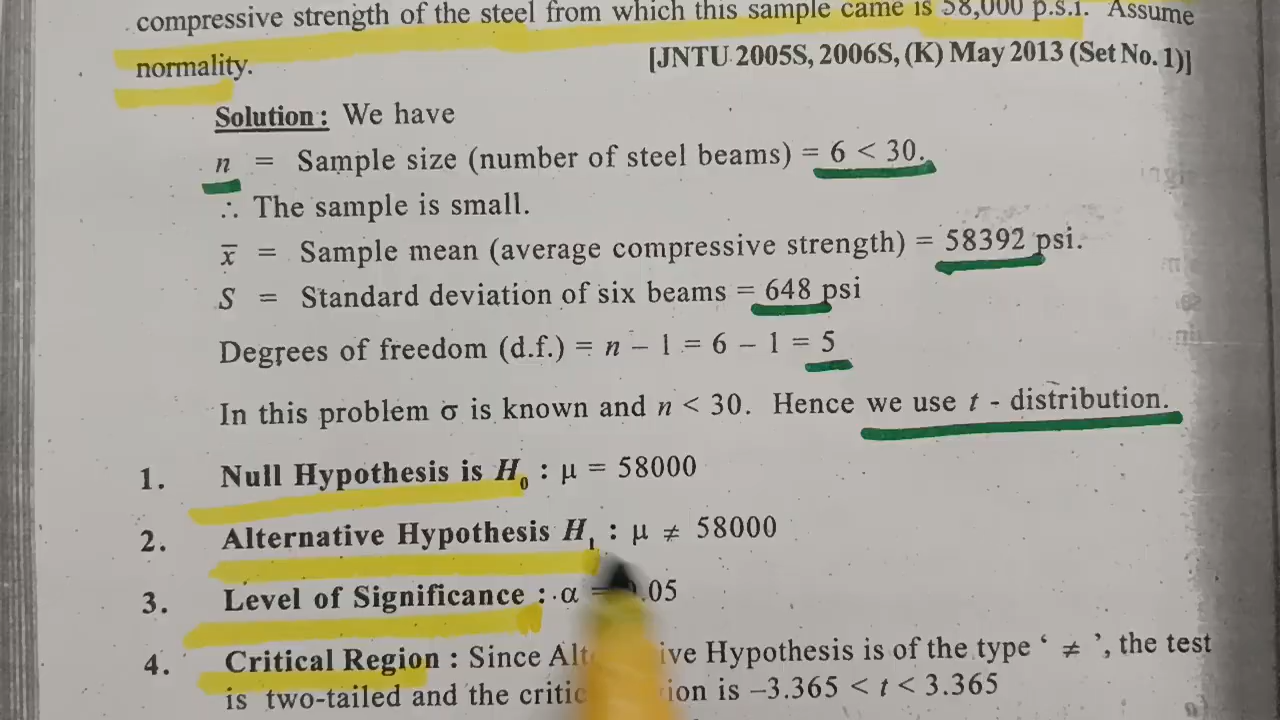 compressive strength of the steel from which this sample came is 58,000 p.s.i. Assume
normality.
[JNTU 2005S, 2006S, (K) May 2013 (Set No. 1)]
Solution : We have
n = Sample size (number of steel beams) = 6 < 30.
∴ The sample is small.
x̄ = Sample mean (average compressive strength) = 58392 psi.
S = Standard deviation of six beams = 648 psi
Degrees of freedom (d.f.) = n – 1 = 6 – 1 = 5
In this problem σ is known and n < 30. Hence we use t - distribution.
1. Null Hypothesis is H₀ : μ = 58000
2. Alternative Hypothesis H₁ : μ ≠ 58000
3. Level of Significance : α = .05
4. Critical Region : Since Hypothesis is of the type ‘ ≠ ’, the test
is two-tailed and the is –3.365 < t < 3.365